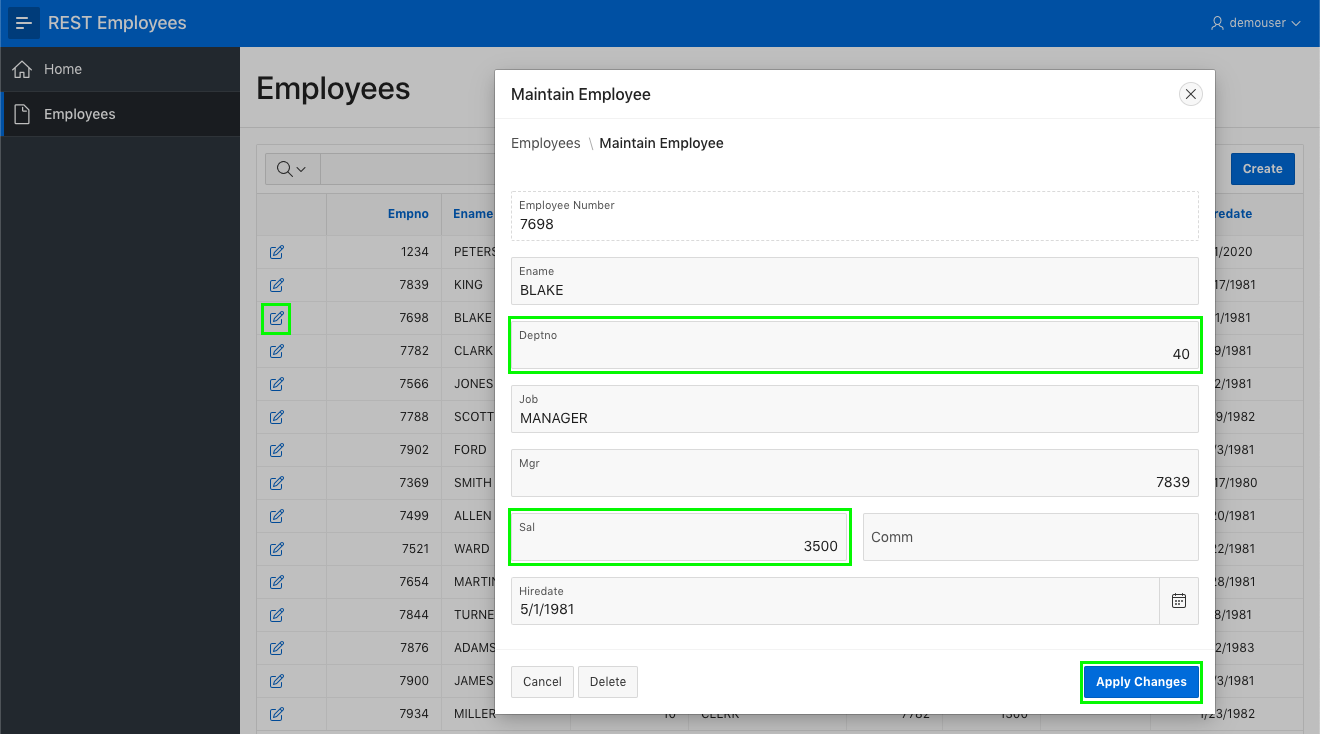 REST Employees
demouser
Home
Employees
Employees
Create
Empno Ename
1234 PETERS
7839 KING
7698 BLAKE
7782 CLARK
7566 JONES
7788 SCOTT
7902 FORD
7369 SMITH
7499 ALLEN
7521 WARD
7654 MARTIN
7844 TURNE
7876 ADAMS
7900 JAMES
7934 MILLER
Maintain Employee
Employees \ Maintain Employee
Employee Number
7698
Ename
BLAKE
Deptno
40
Job
MANAGER
Mgr
7839
Sal
3500
Comm
Hiredate
5/1/1981
Cancel Delete Apply Changes
redate
1/2020
17/1981
1/1981
9/1981
2/1981
9/1982
3/1981
17/1980
20/1981
22/1981
28/1981
8/1981
2/1983
3/1981
1/23/1982